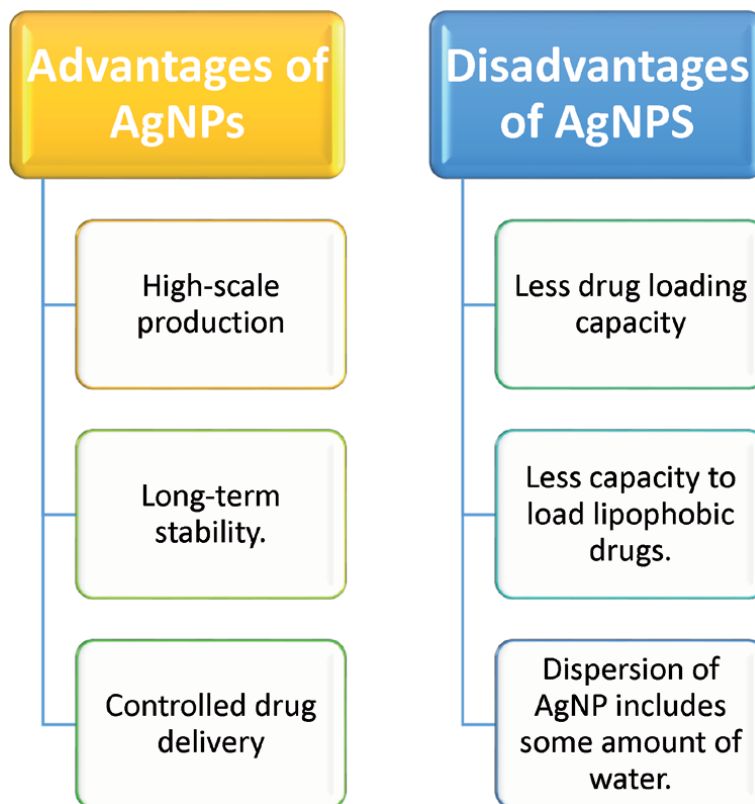 Advantages of
AgNPs
High-scale
production
Long-term
stability.
Controlled drug
delivery
Disadvantages
of AgNPS
Less drug loading
capacity
Less capacity to
load lipophobic
drugs.
Dispersion of
AgNP includes
some amount of
water.